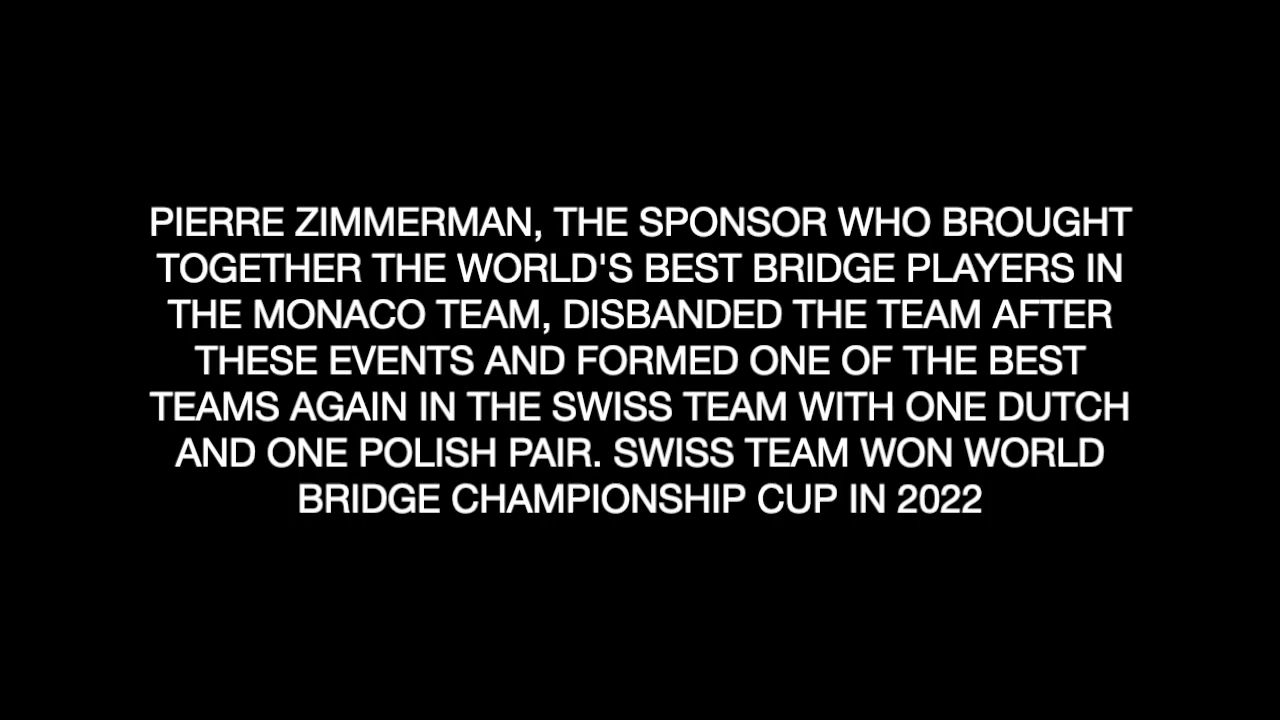 PIERRE ZIMMERMAN, THE SPONSOR WHO BROUGHT
TOGETHER THE WORLD'S BEST BRIDGE PLAYERS IN
THE MONACO TEAM, DISBANDED THE TEAM AFTER
THESE EVENTS AND FORMED ONE OF THE BEST
TEAMS AGAIN IN THE SWISS TEAM WITH ONE DUTCH
AND ONE POLISH PAIR. SWISS TEAM WON WORLD
BRIDGE CHAMPIONSHIP CUP IN 2022